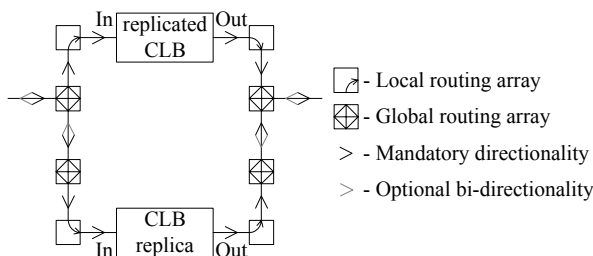 In replicated Out
CLB
- Local routing array
- Global routing array
- Mandatory directionality
- Optional bi-directionality
CLB
In replica Out